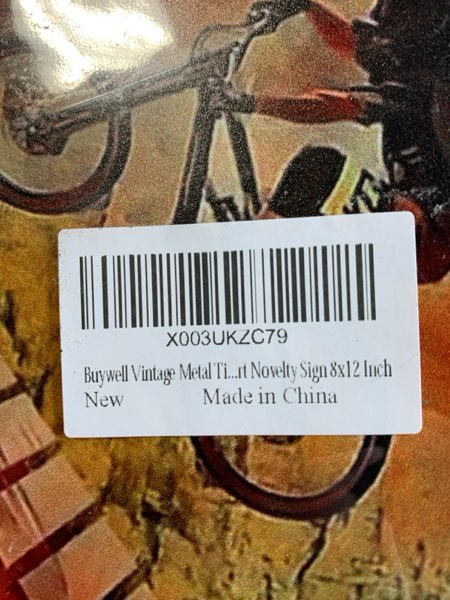 X003UKZC79
Buywell Vintage Metal Ti...rt Novelty Sign 8x12 Inch
New Made in China